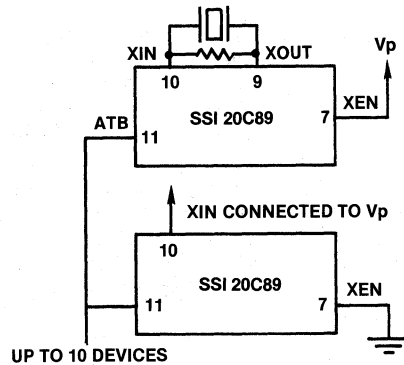 XIN
XOUT
Vp
10
9
SSI 20C89
7
XEN
ATB
11
XIN CONNECTED TO Vp
10
SSI 20C89
11
7
XEN
UP TO 10 DEVICES